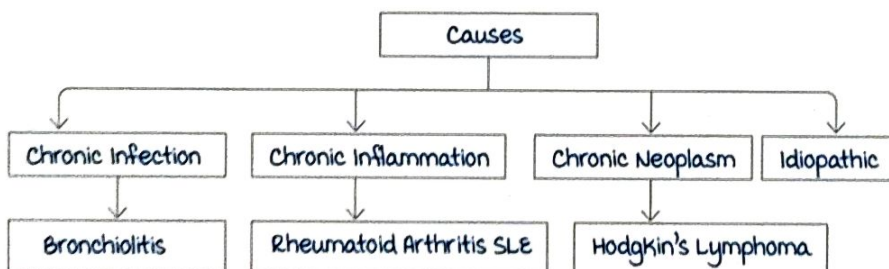 Causes
Chronic Infection
Chronic Inflammation
Chronic Neoplasm
Idiopathic
Bronchiolitis
Rheumatoid Arthritis SLE
Hodgkin's Lymphoma